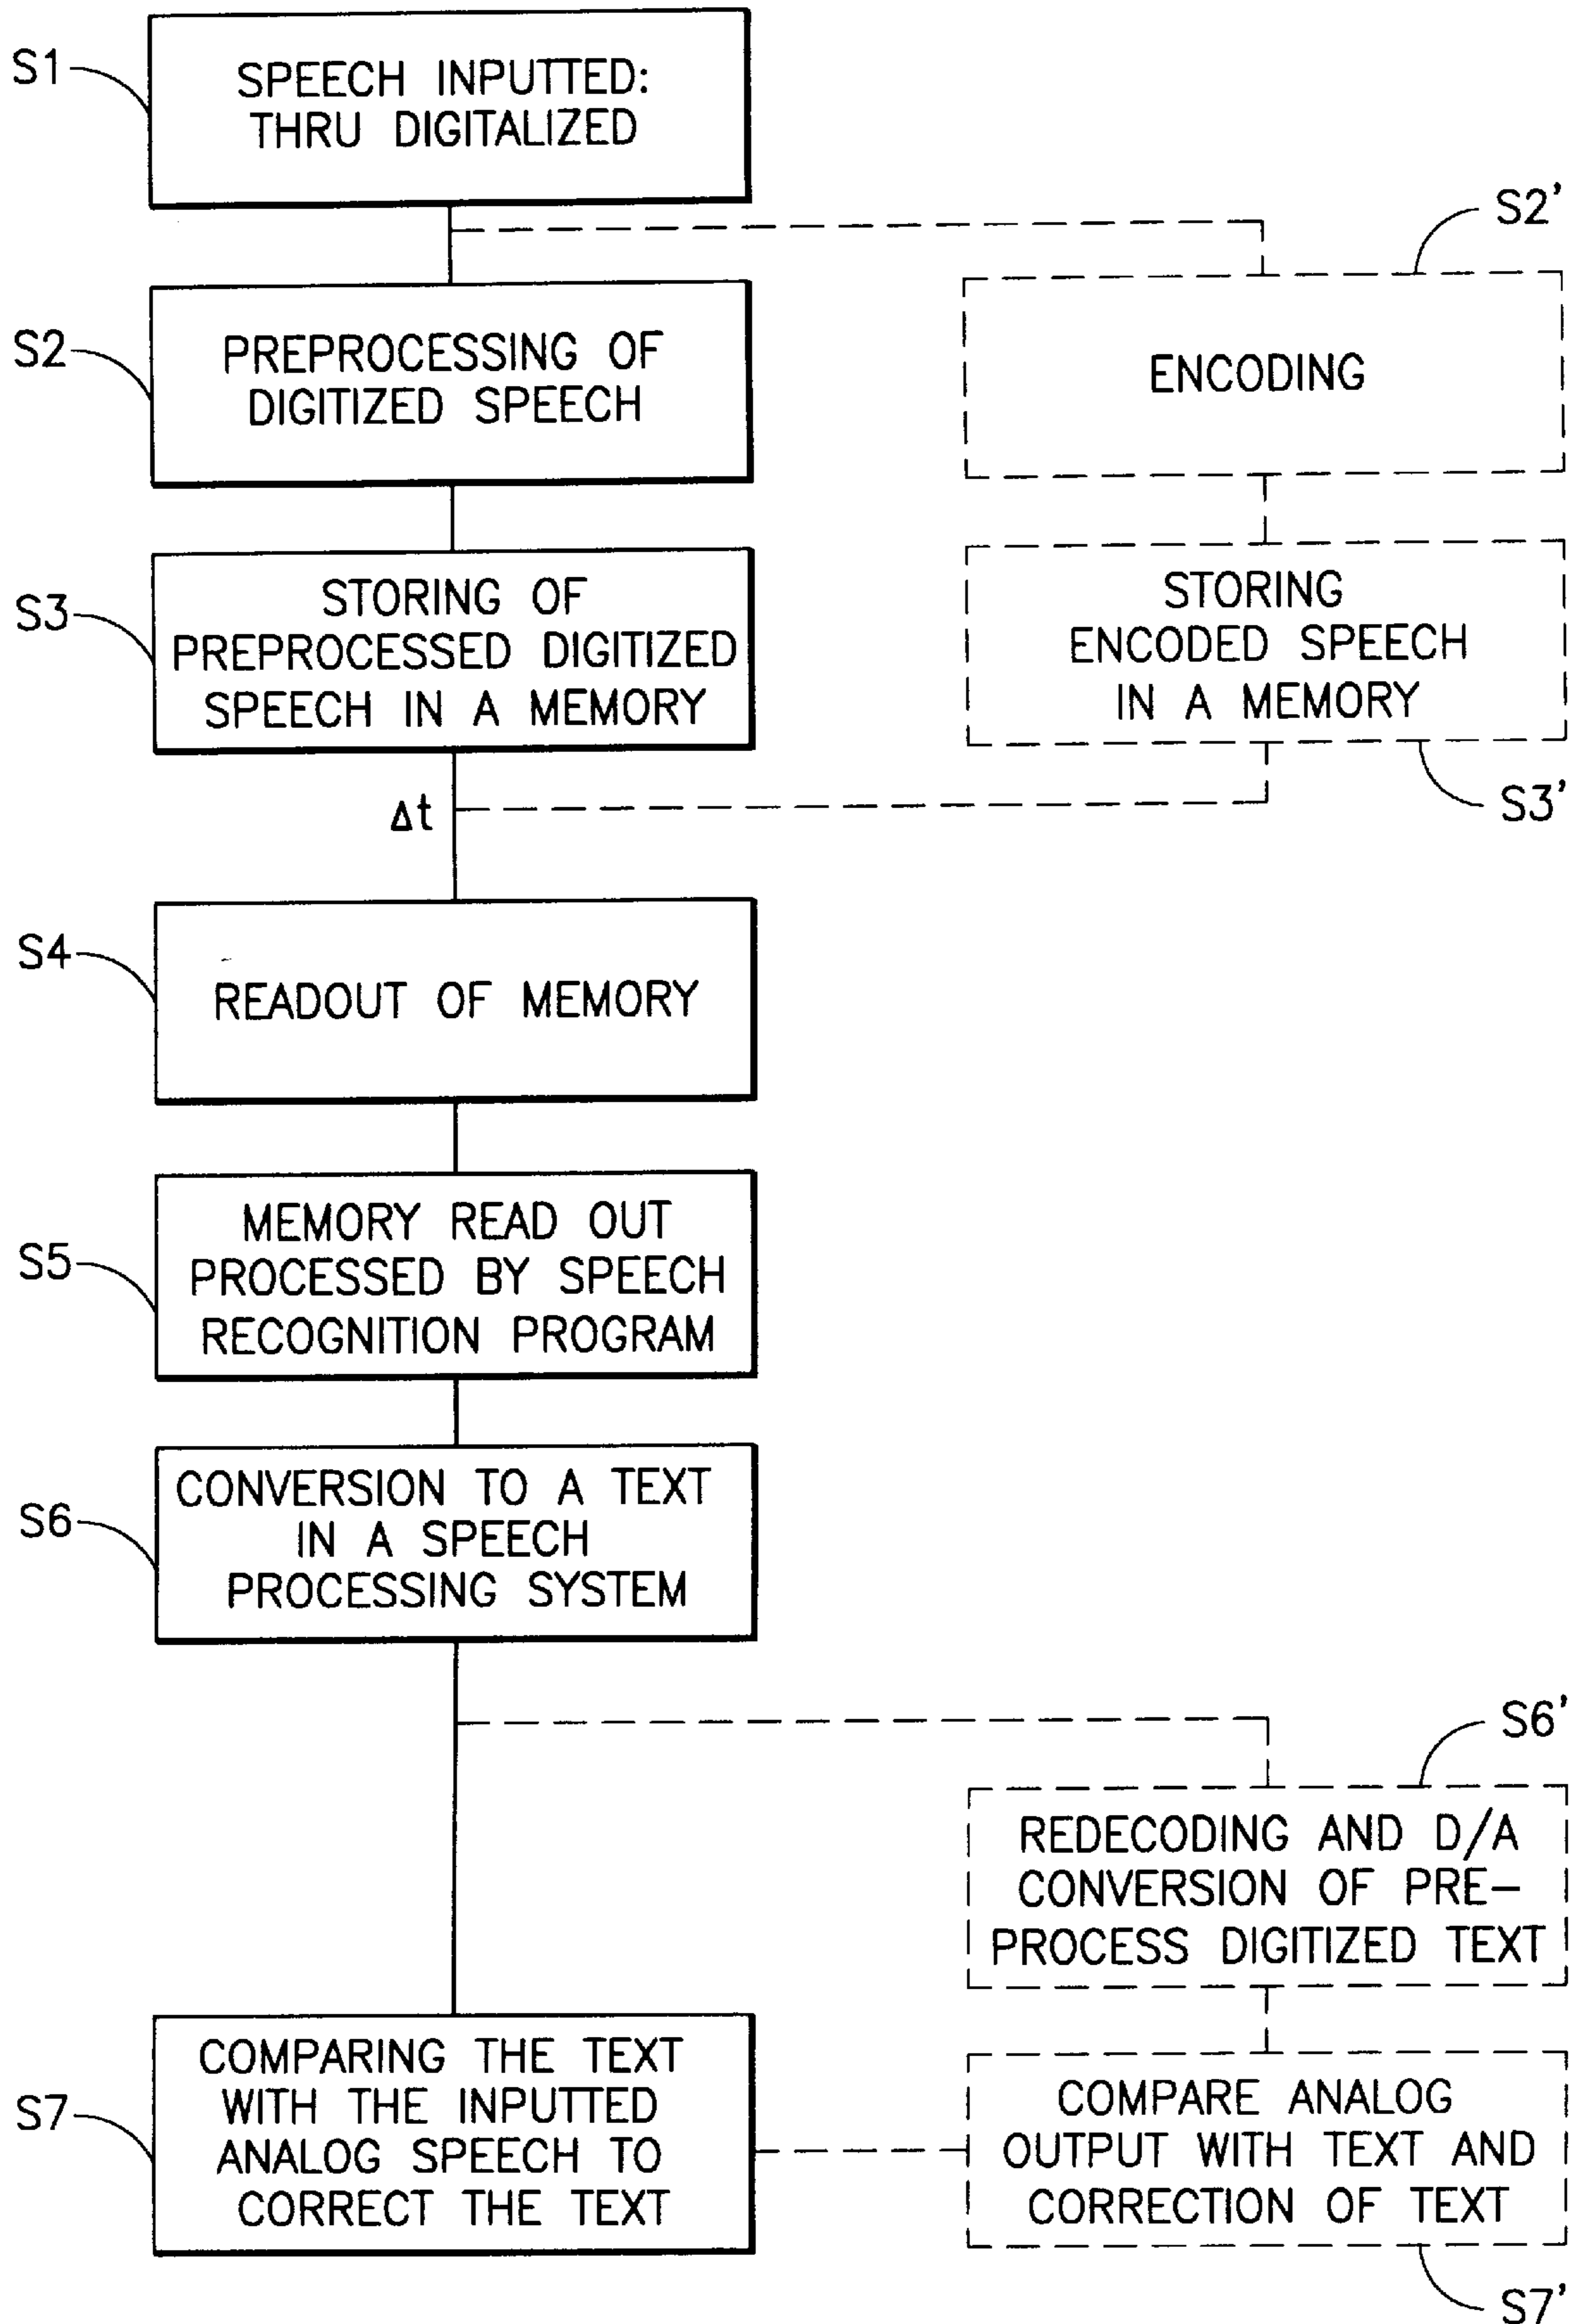 S1
SPEECH INPUTTED:
THRU DIGITALIZED
S2
PREPROCESSING OF
DIGITIZED SPEECH
S2'
ENCODING
S3
STORING OF
PREPROCESSED DIGITIZED
SPEECH IN A MEMORY
STORING
ENCODED SPEECH
IN A MEMORY
S3'
Δt
S4
READOUT OF MEMORY
S5
MEMORY READ OUT
PROCESSED BY SPEECH
RECOGNITION PROGRAM
S6
CONVERSION TO A TEXT
IN A SPEECH
PROCESSING SYSTEM
S6'
REDECODING AND D/A
CONVERSION OF PRE-
PROCESS DIGITIZED TEXT
S7
COMPARING THE TEXT
WITH THE INPUTTED
ANALOG SPEECH TO
CORRECT THE TEXT
COMPARE ANALOG
OUTPUT WITH TEXT AND
CORRECTION OF TEXT
S7'